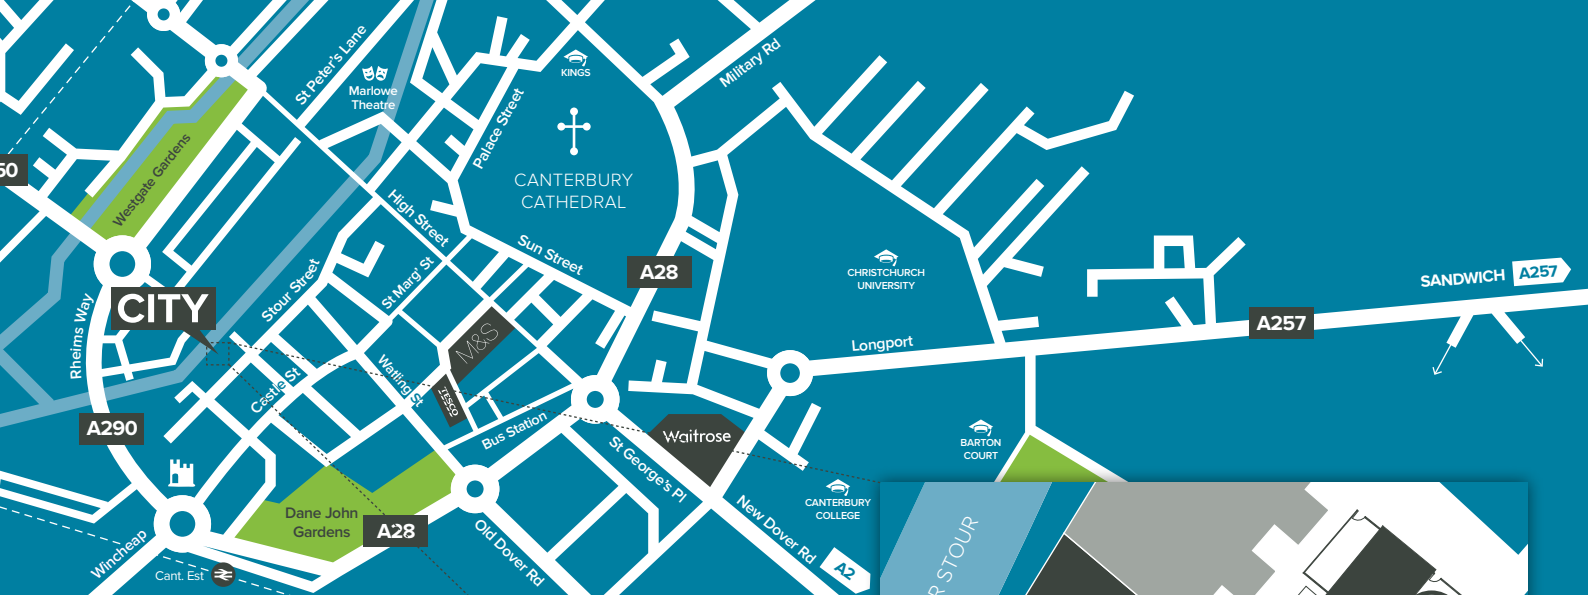 St Peter's Lane
Marlowe
Theatre
KINGS
Military Rd
Palace Street
Westgate Gardens
50
CANTERBURY
CATHEDRAL
High Street
Sun Street
A28
St Marg' St
Stour Street
CHRISTCHURCH
UNIVERSITY
SANDWICH
A257
A257
CITY
Rheims Way
M&S
Longport
Castle St
Watling St
TESCO
A290
Bus Station
Waitrose
St George's Pl
BARTON
COURT
Dane John
Gardens
A28
CANTERBURY
COLLEGE
New Dover Rd
A2
Old Dover Rd
Wincheap
Cant. Est
R STOUR